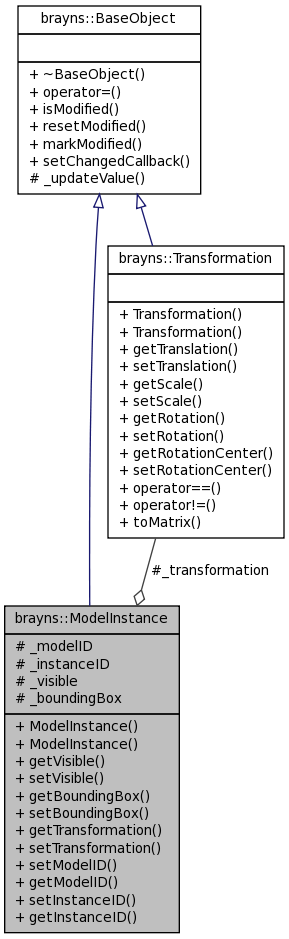 brayns::BaseObject
+ ~BaseObject()
+ operator=()
+ isModified()
+ resetModified()
+ markModified()
+ setChangedCallback()
# _updateValue()
brayns::Transformation
+ Transformation()
+ Transformation()
+ getTranslation()
+ setTranslation()
+ getScale()
+ setScale()
+ getRotation()
+ setRotation()
+ getRotationCenter()
+ setRotationCenter()
+ operator==()
+ operator!=()
+ toMatrix()
#_transformation
brayns::ModelInstance
# _modelID
# _instanceID
# _visible
# _boundingBox
+ ModelInstance()
+ ModelInstance()
+ getVisible()
+ setVisible()
+ getBoundingBox()
+ setBoundingBox()
+ getTransformation()
+ setTransformation()
+ setModelID()
+ getModelID()
+ setInstanceID()
+ getInstanceID()